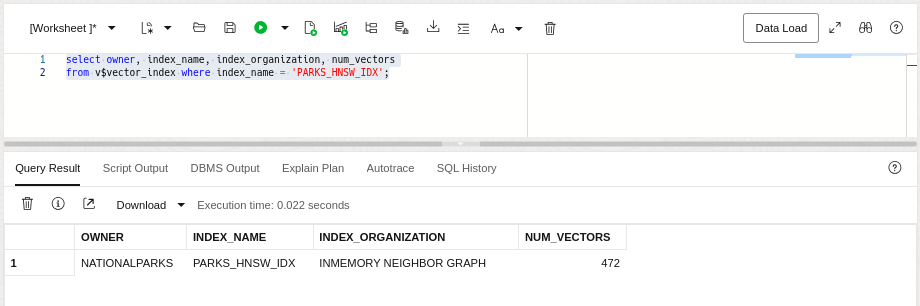 [Worksheet ]*
Aa
Data Load
1 select owner, index_name, index_organization, num_vectors
2 from v$vector_index where index_name = 'PARKS_HNSW_IDX';
Query Result Script Output DBMS Output Explain Plan Autotrace SQL History
Download Execution time: 0.022 seconds
OWNER INDEX_NAME INDEX_ORGANIZATION NUM_VECTORS
1 NATIONALPARKS PARKS_HNSW_IDX INMEMORY NEIGHBOR GRAPH 472